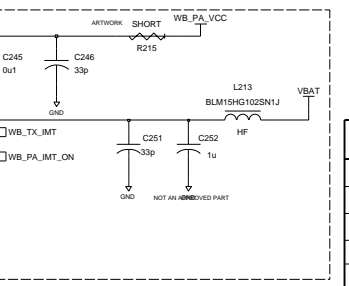 ARTWORK SHORT WB_PA_VCC
R215
C245 C246
0u1 33p
GND
L213
BLM15HG102SN1J VBAT
HF
WB_TX_IMT
C251 C252
33p 1u
WB_PA_IMT_ON
GND NOT AN APPROVED PART
GND